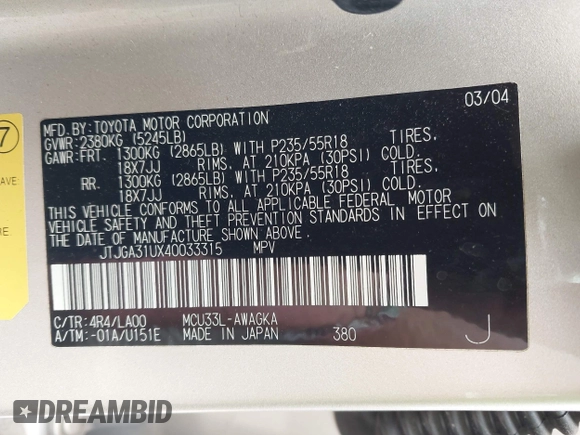 03/04
MFD.BY:TOYOTA MOTOR CORPORATION
GVWR:2380KG (5245LB)
GAWR:FRT. 1300KG (2865LB) WITH P235/55R18 TIRES,
18X7JJ RIMS, AT 210KPA (30PSI) COLD.
RR. 1300KG (2865LB) WITH P235/55R18 TIRES,
18X7JJ RIMS, AT 210KPA (30PSI) COLD.
THIS VEHICLE CONFORMS TO ALL APPLICABLE FEDERAL MOTOR
VEHICLE SAFETY AND THEFT PREVENTION STANDARDS IN EFFECT ON
THE DATE OF MANUFACTURE SHOWN ABOVE.
JTJGA31UX40033315 MPV
C/TR: 4R4/LA00 MCU33L-AWAGKA
A/TM: -01A/U151E MADE IN JAPAN 380 J
7
AVE:
RE.
DREAMBID